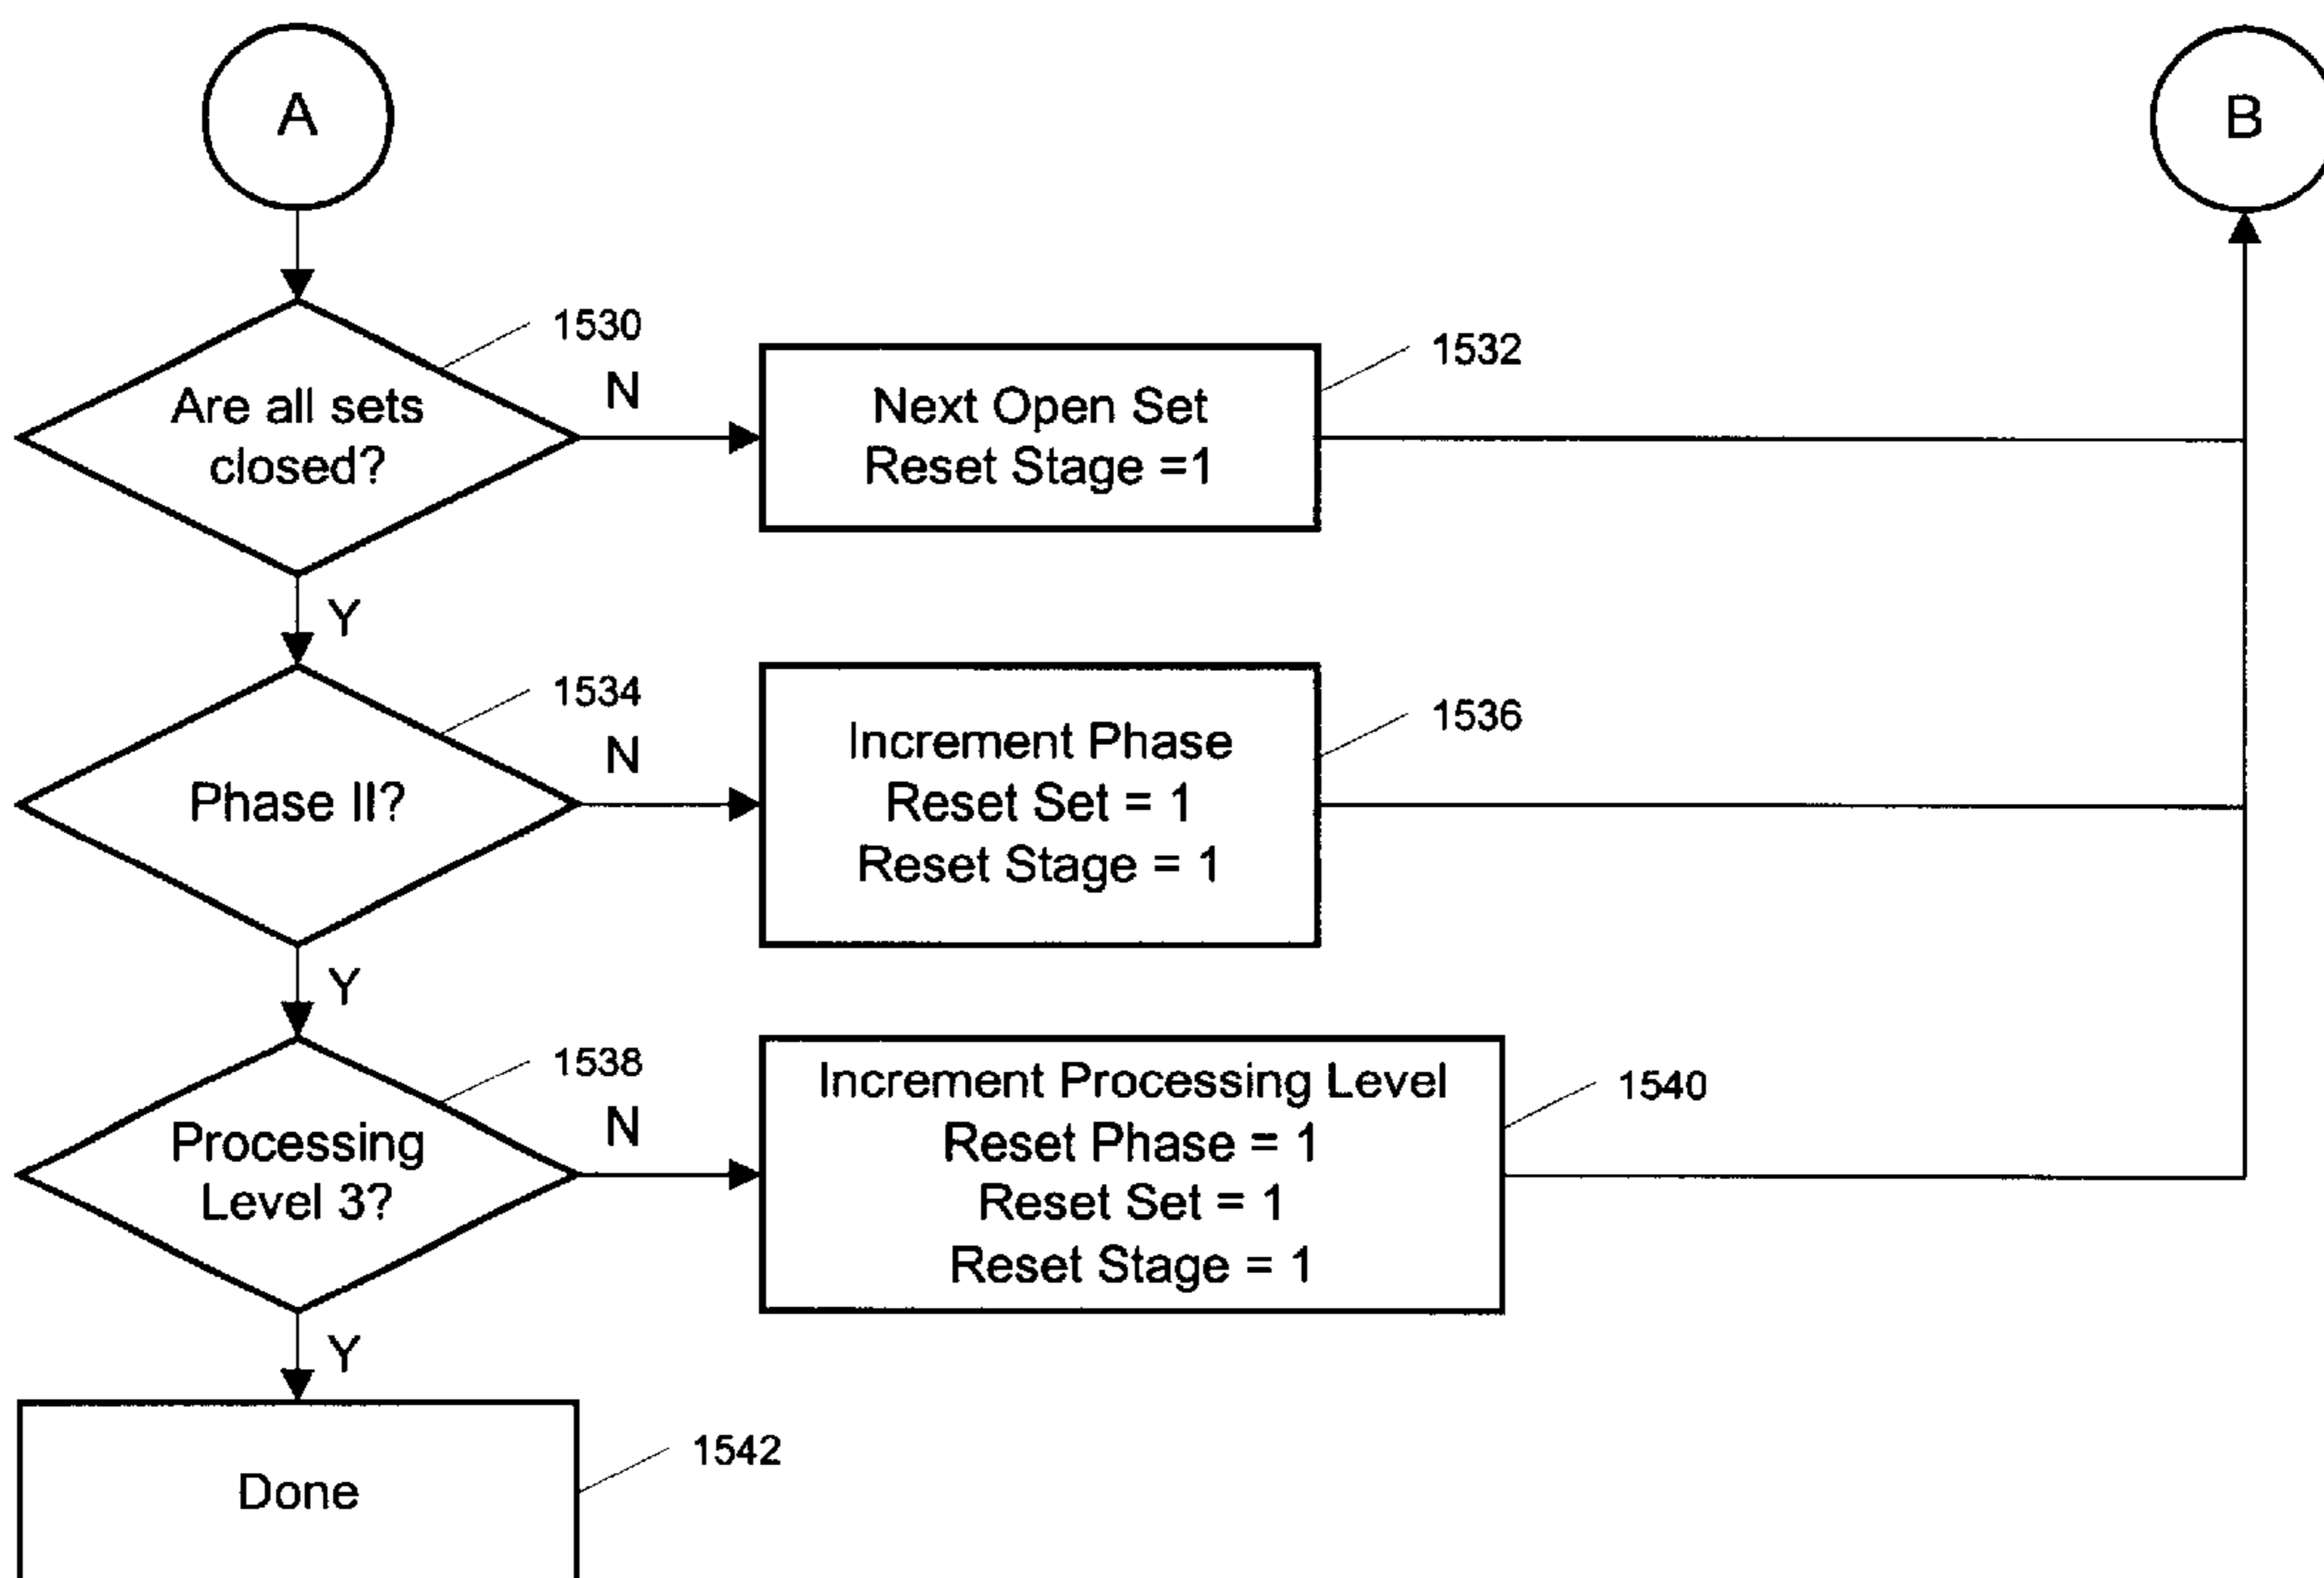 A
B
1530
Are all sets
closed?
N
1532
Next Open Set
Reset Stage =1
Y
1534
Phase II?
N
1536
Increment Phase
Reset Set = 1
Reset Stage = 1
Y
1538
Processing
Level 3?
N
1540
Increment Processing Level
Reset Phase = 1
Reset Set = 1
Reset Stage = 1
Y
1542
Done